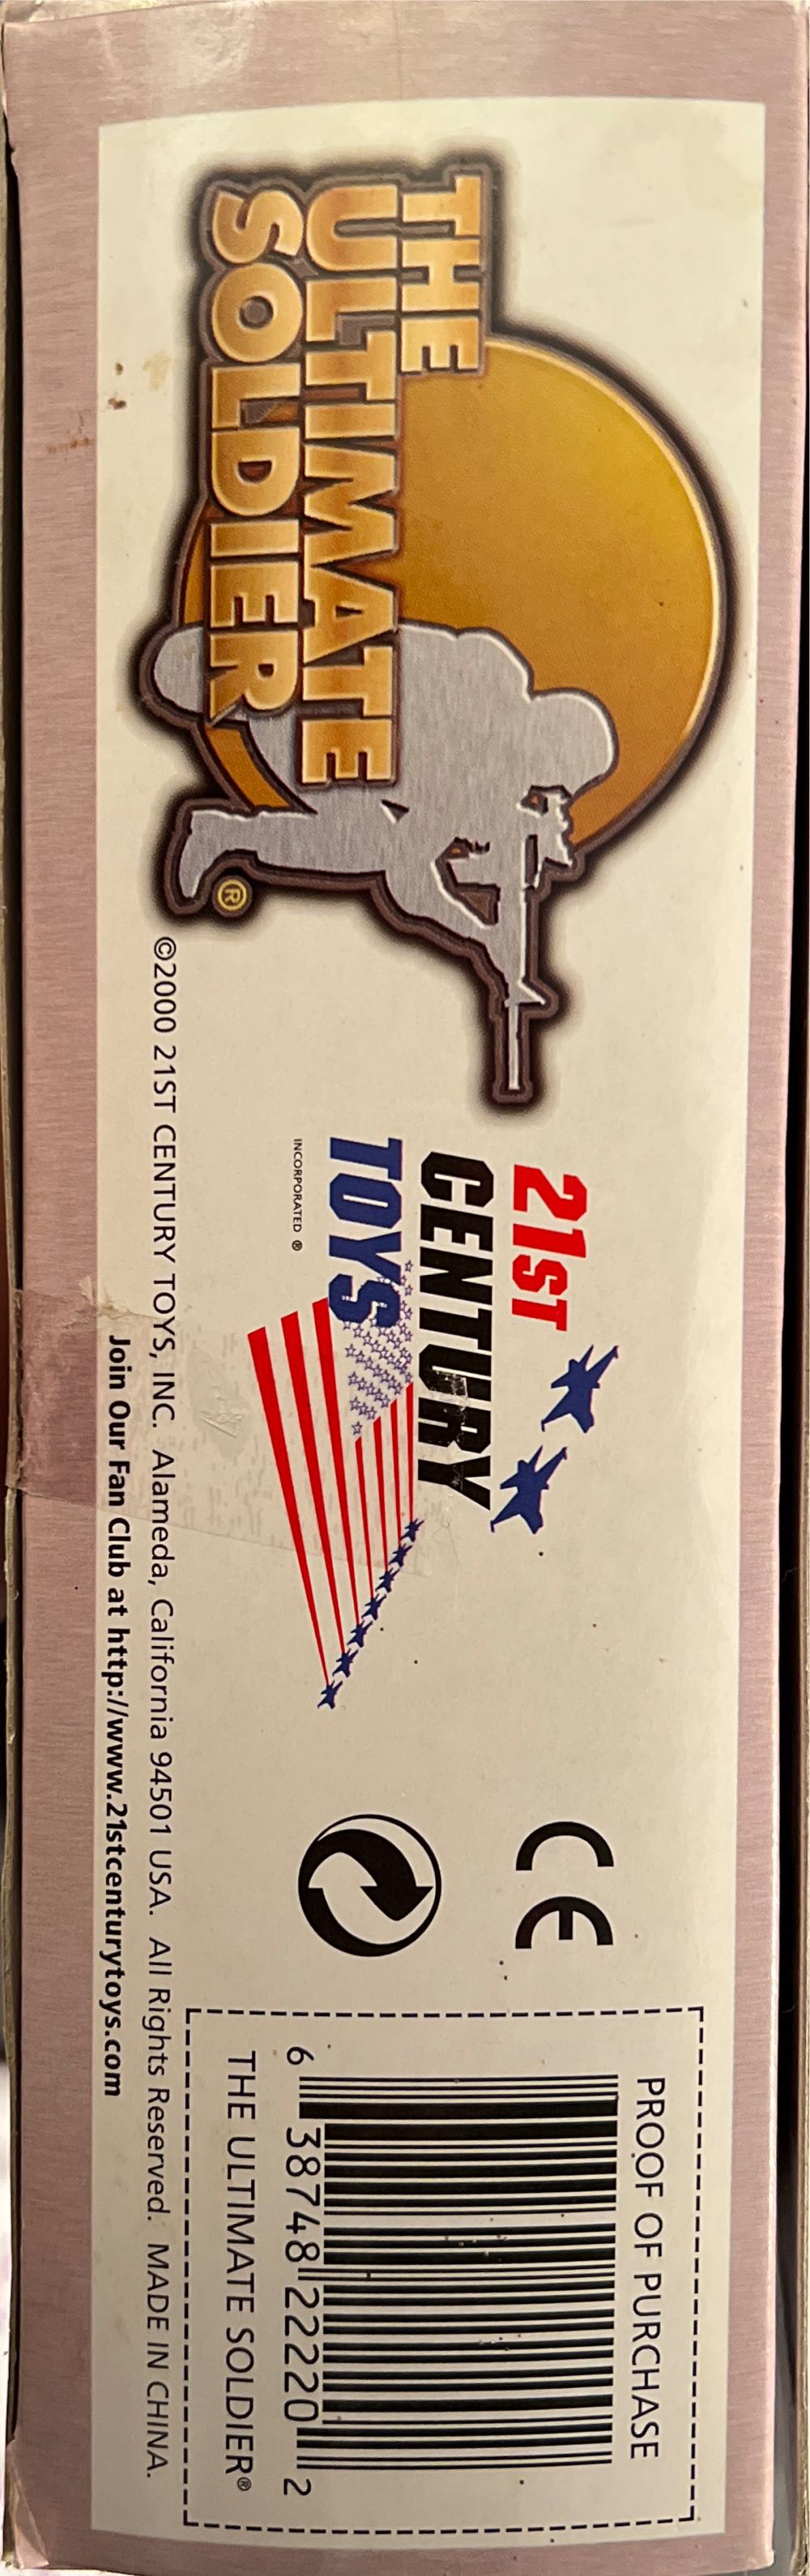 THE
ULTIMATE
SOLDIER
®
21ST
CENTURY
TOYS
INCORPORATED ®
CE
PROOF OF PURCHASE
6 38748 22220 2
THE ULTIMATE SOLDIER®
©2000 21ST CENTURY TOYS, INC. Alameda, California 94501 USA. All Rights Reserved. MADE IN CHINA.
Join Our Fan Club at http://www.21stcenturytoys.com